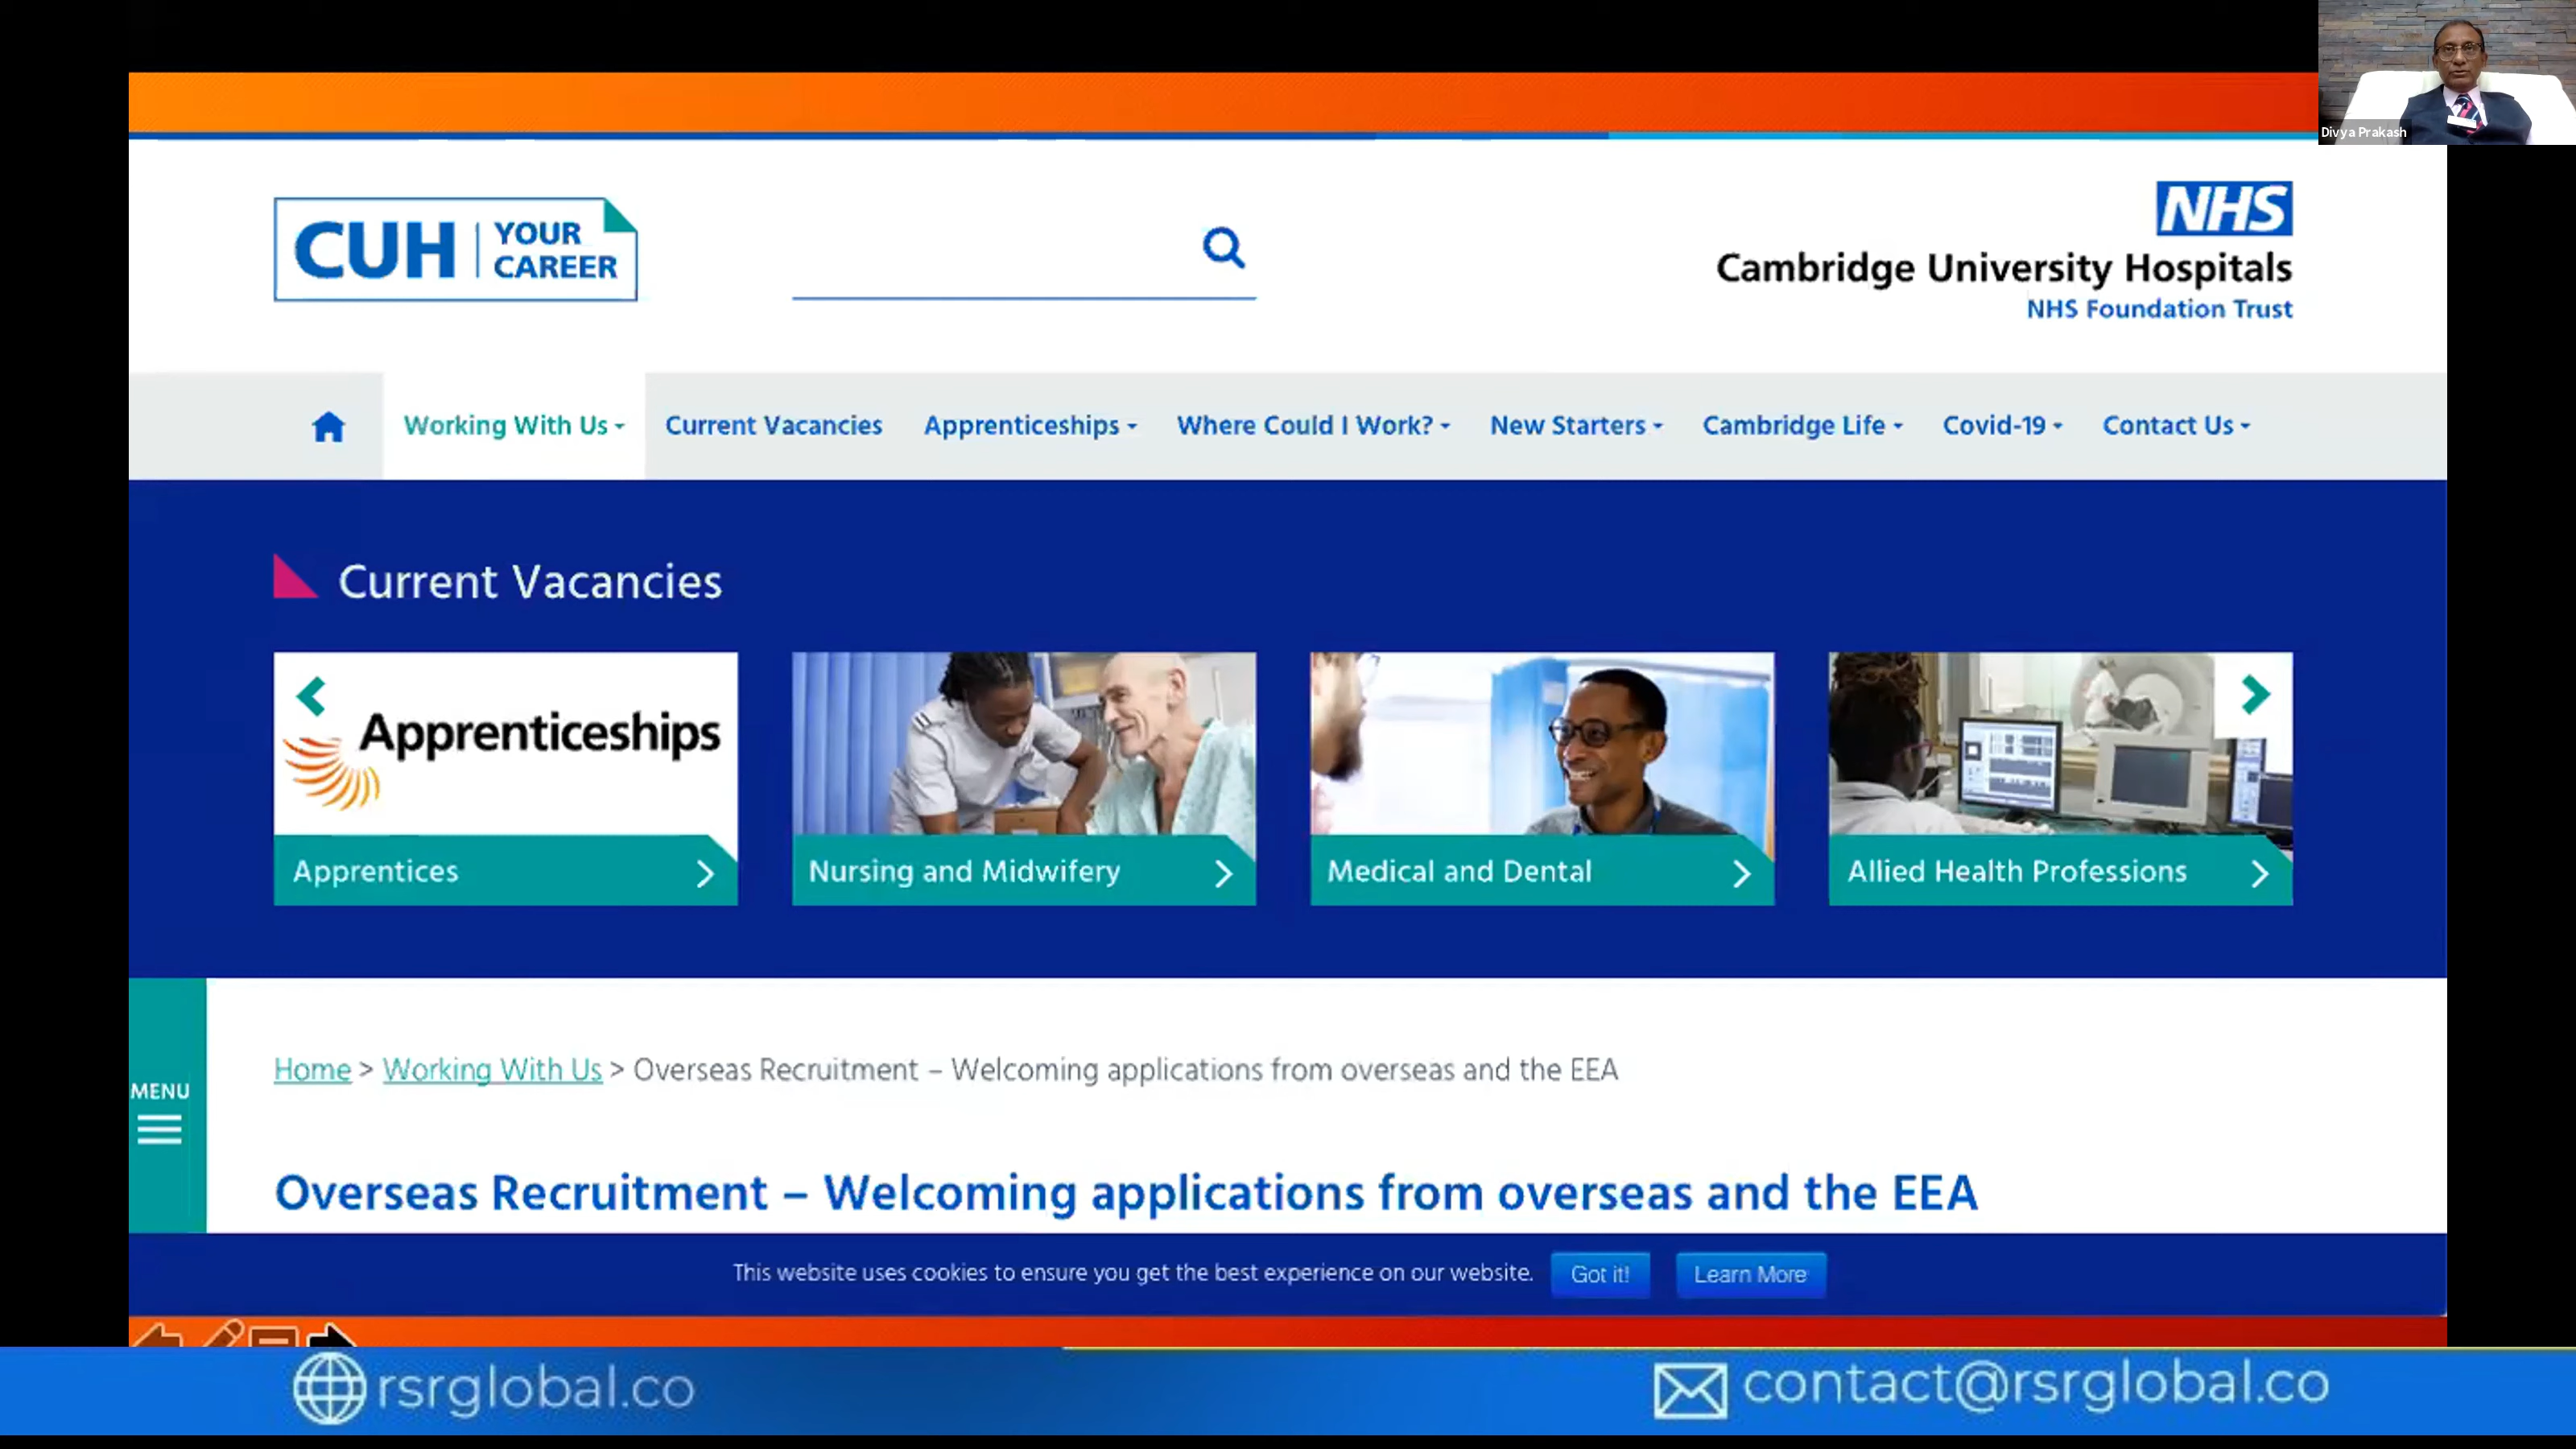 Divya Prakash
CUH
YOUR
CAREER
NHS
Cambridge University Hospitals
NHS Foundation Trust
Working With Us
Current Vacancies
Apprenticeships
Where Could I Work?
New Starters
Cambridge Life
Covid-19
Contact Us
Current Vacancies
Apprenticeships
Apprentices
Nursing and Midwifery
Medical and Dental
Allied Health Professions
MENU
Home > Working With Us > Overseas Recruitment – Welcoming applications from overseas and the EEA
Overseas Recruitment – Welcoming applications from overseas and the EEA
This website uses cookies to ensure you get the best experience on our website.
Got it!
Learn More
rsrglobal.co
contact@rsrglobal.co